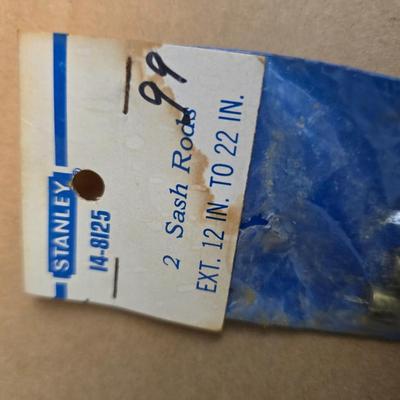 STANLEY®
14-8125
99
2 Sash Rods
EXT. 12 IN. TO 22 IN.